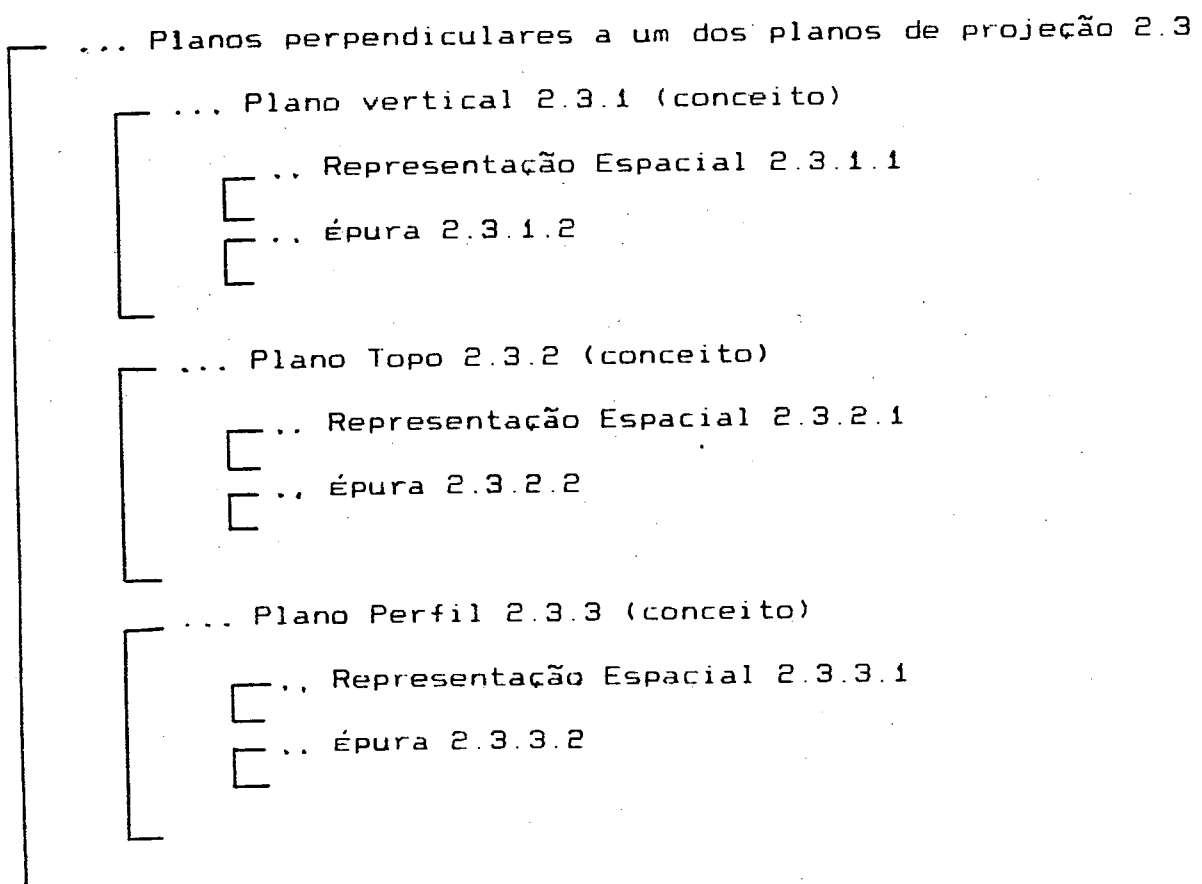 ... Planos perpendiculares a um dos planos de projeção 2.3
... Plano vertical 2.3.1 (conceito)
.. Representação Espacial 2.3.1.1
.. Épura 2.3.1.2
... Plano Topo 2.3.2 (conceito)
.. Representação Espacial 2.3.2.1
.. Épura 2.3.2.2
... Plano Perfil 2.3.3 (conceito)
.. Representação Espacial 2.3.3.1
.. Épura 2.3.3.2